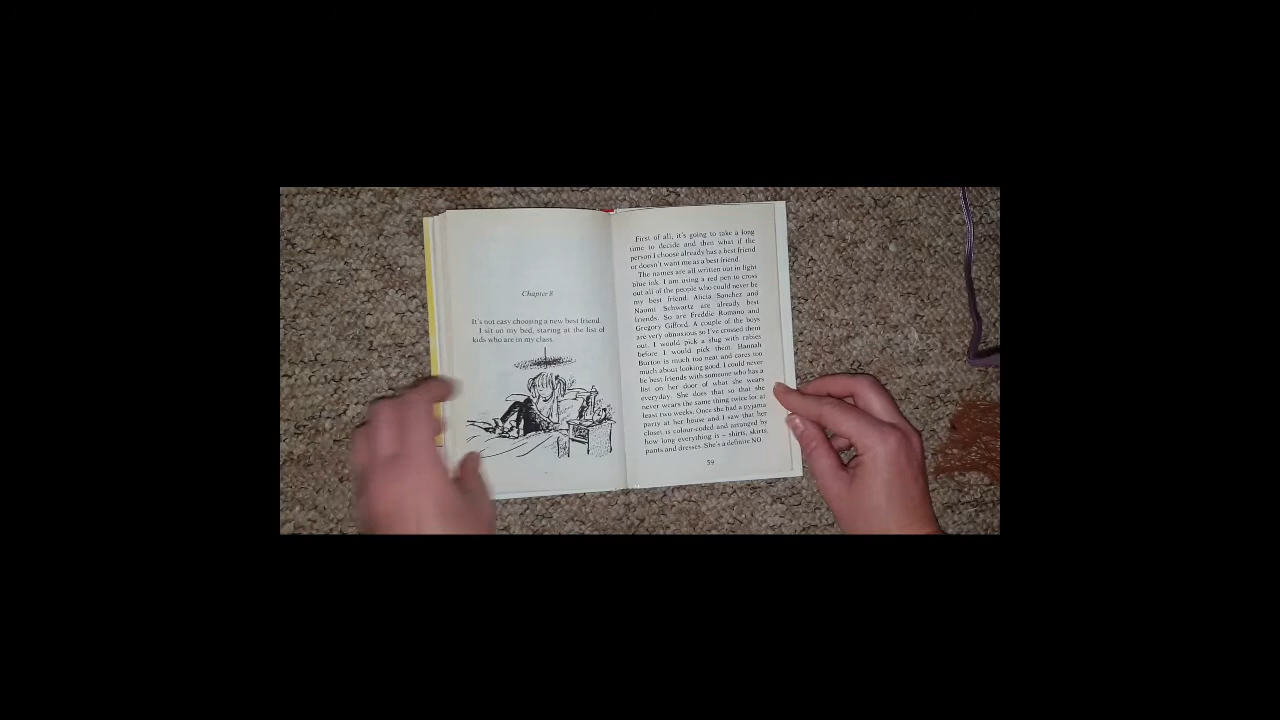 Chapter 8
It's not easy choosing a new best friend.
I sit on my bed, staring at the list of
kids who are in my class.
First of all, it's going to take a long
time to decide and then what if the
person I choose already has a best friend
or doesn't want me as a best friend.
The names are all written out in light
blue ink. I am using a red pen to cross
out all of the people who could never be
my best friend. Alicia Sanchez and
Naomi Schwartz are already best
friends. So are Freddie Romano and
Gregory Gifford. A couple of the boys
are very obnoxious so I've crossed them
out. I would pick a slug with rabies
before I would pick them. Hannah
Burton is much too neat and cares too
much about looking good. I could never
be best friends with someone who has a
list on her door of what she wears
everyday. She does that so that she
never wears the same thing twice for at
least two weeks. Once she had a pyjama
party at her house and I saw that her
closet is colour-coded and arranged by
how long everything is – shirts, skirts,
pants and dresses. She's a definite NO.
59